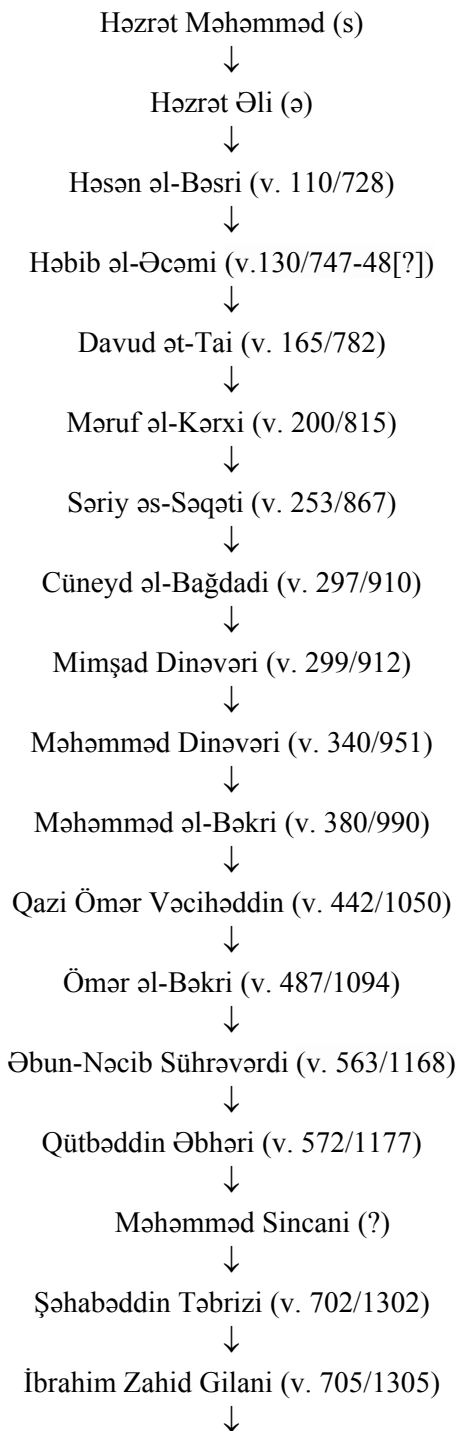 Həzrət Məhəmməd (s)
↓
Həzrət Əli (ə)
↓
Həsən əl-Bəsri (v. 110/728)
↓
Həbib əl-Əcəmi (v.130/747-48[?])
↓
Davud ət-Tai (v. 165/782)
↓
Məruf əl-Kərxi (v. 200/815)
↓
Səriy əs-Səqəti (v. 253/867)
↓
Cüneyd əl-Bağdadi (v. 297/910)
↓
Mimşad Dinəvəri (v. 299/912)
↓
Məhəmməd Dinəvəri (v. 340/951)
↓
Məhəmməd əl-Bəkri (v. 380/990)
↓
Qazi Ömər Vəcihəddin (v. 442/1050)
↓
Ömər əl-Bəkri (v. 487/1094)
↓
Əbun-Nəcib Sührəvərdi (v. 563/1168)
↓
Qütbəddin Əbhəri (v. 572/1177)
↓
Məhəmməd Sincani (?)
↓
Şəhabəddin Təbrizi (v. 702/1302)
↓
İbrahim Zahid Gilani (v. 705/1305)
↓